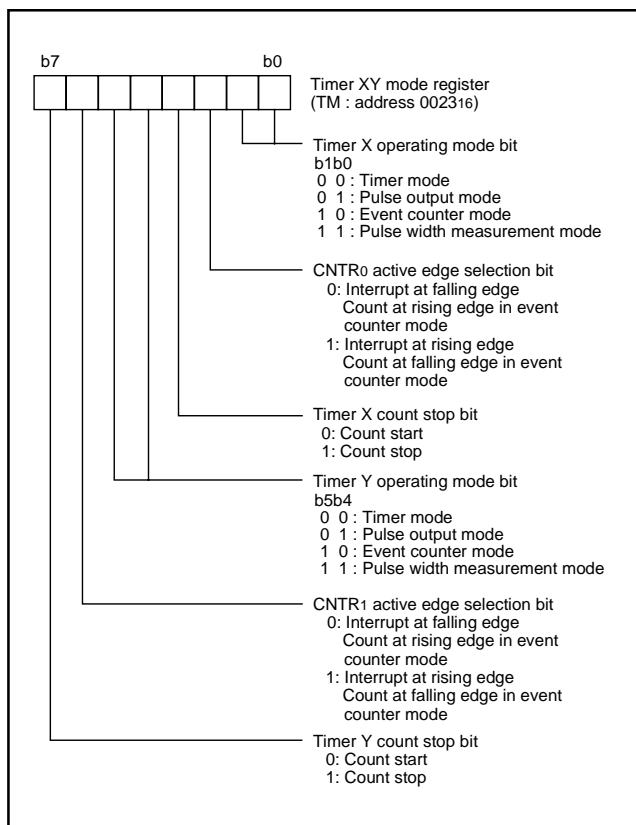 b7 b0
Timer XY mode register
(TM : address 002316)
Timer X operating mode bit
b1b0
0 0 : Timer mode
0 1 : Pulse output mode
1 0 : Event counter mode
1 1 : Pulse width measurement mode
CNTR0 active edge selection bit
0: Interrupt at falling edge
Count at rising edge in event
counter mode
1: Interrupt at rising edge
Count at falling edge in event
counter mode
Timer X count stop bit
0: Count start
1: Count stop
Timer Y operating mode bit
b5b4
0 0 : Timer mode
0 1 : Pulse output mode
1 0 : Event counter mode
1 1 : Pulse width measurement mode
CNTR1 active edge selection bit
0: Interrupt at falling edge
Count at rising edge in event
counter mode
1: Interrupt at rising edge
Count at falling edge in event
counter mode
Timer Y count stop bit
0: Count start
1: Count stop